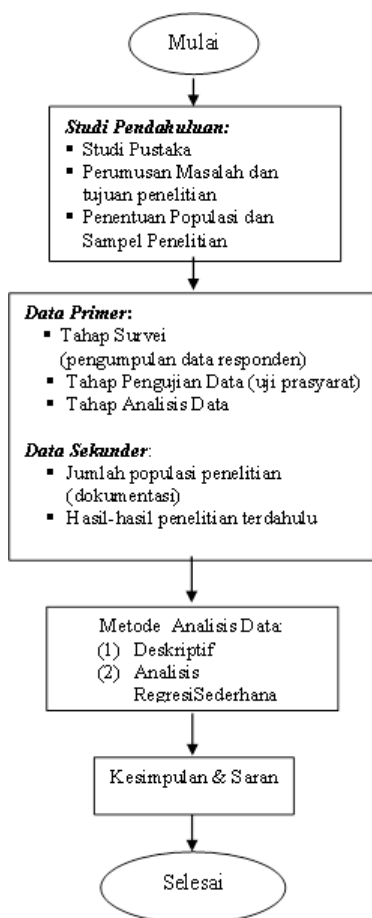 Mulai
Studi Pendahuluan:
▪ Studi Pustaka
▪ Perumusan Masalah dan
tujuan penelitian
▪ Penentuan Populasi dan
Sampel Penelitian
Data Primer:
▪ Tahap Survei
(pengumpulan data responden)
▪ Tahap Pengujian Data (uji prasyarat)
▪ Tahap Analisis Data
Data Sekunder:
▪ Jumlah populasi penelitian
(dokumentasi)
▪ Hasil-hasil penelitian terdahulu
Metode Analisis Data:
(1) Deskriptif
(2) Analisis
RegresiSederhana
Kesimpulan & Saran
Selesai